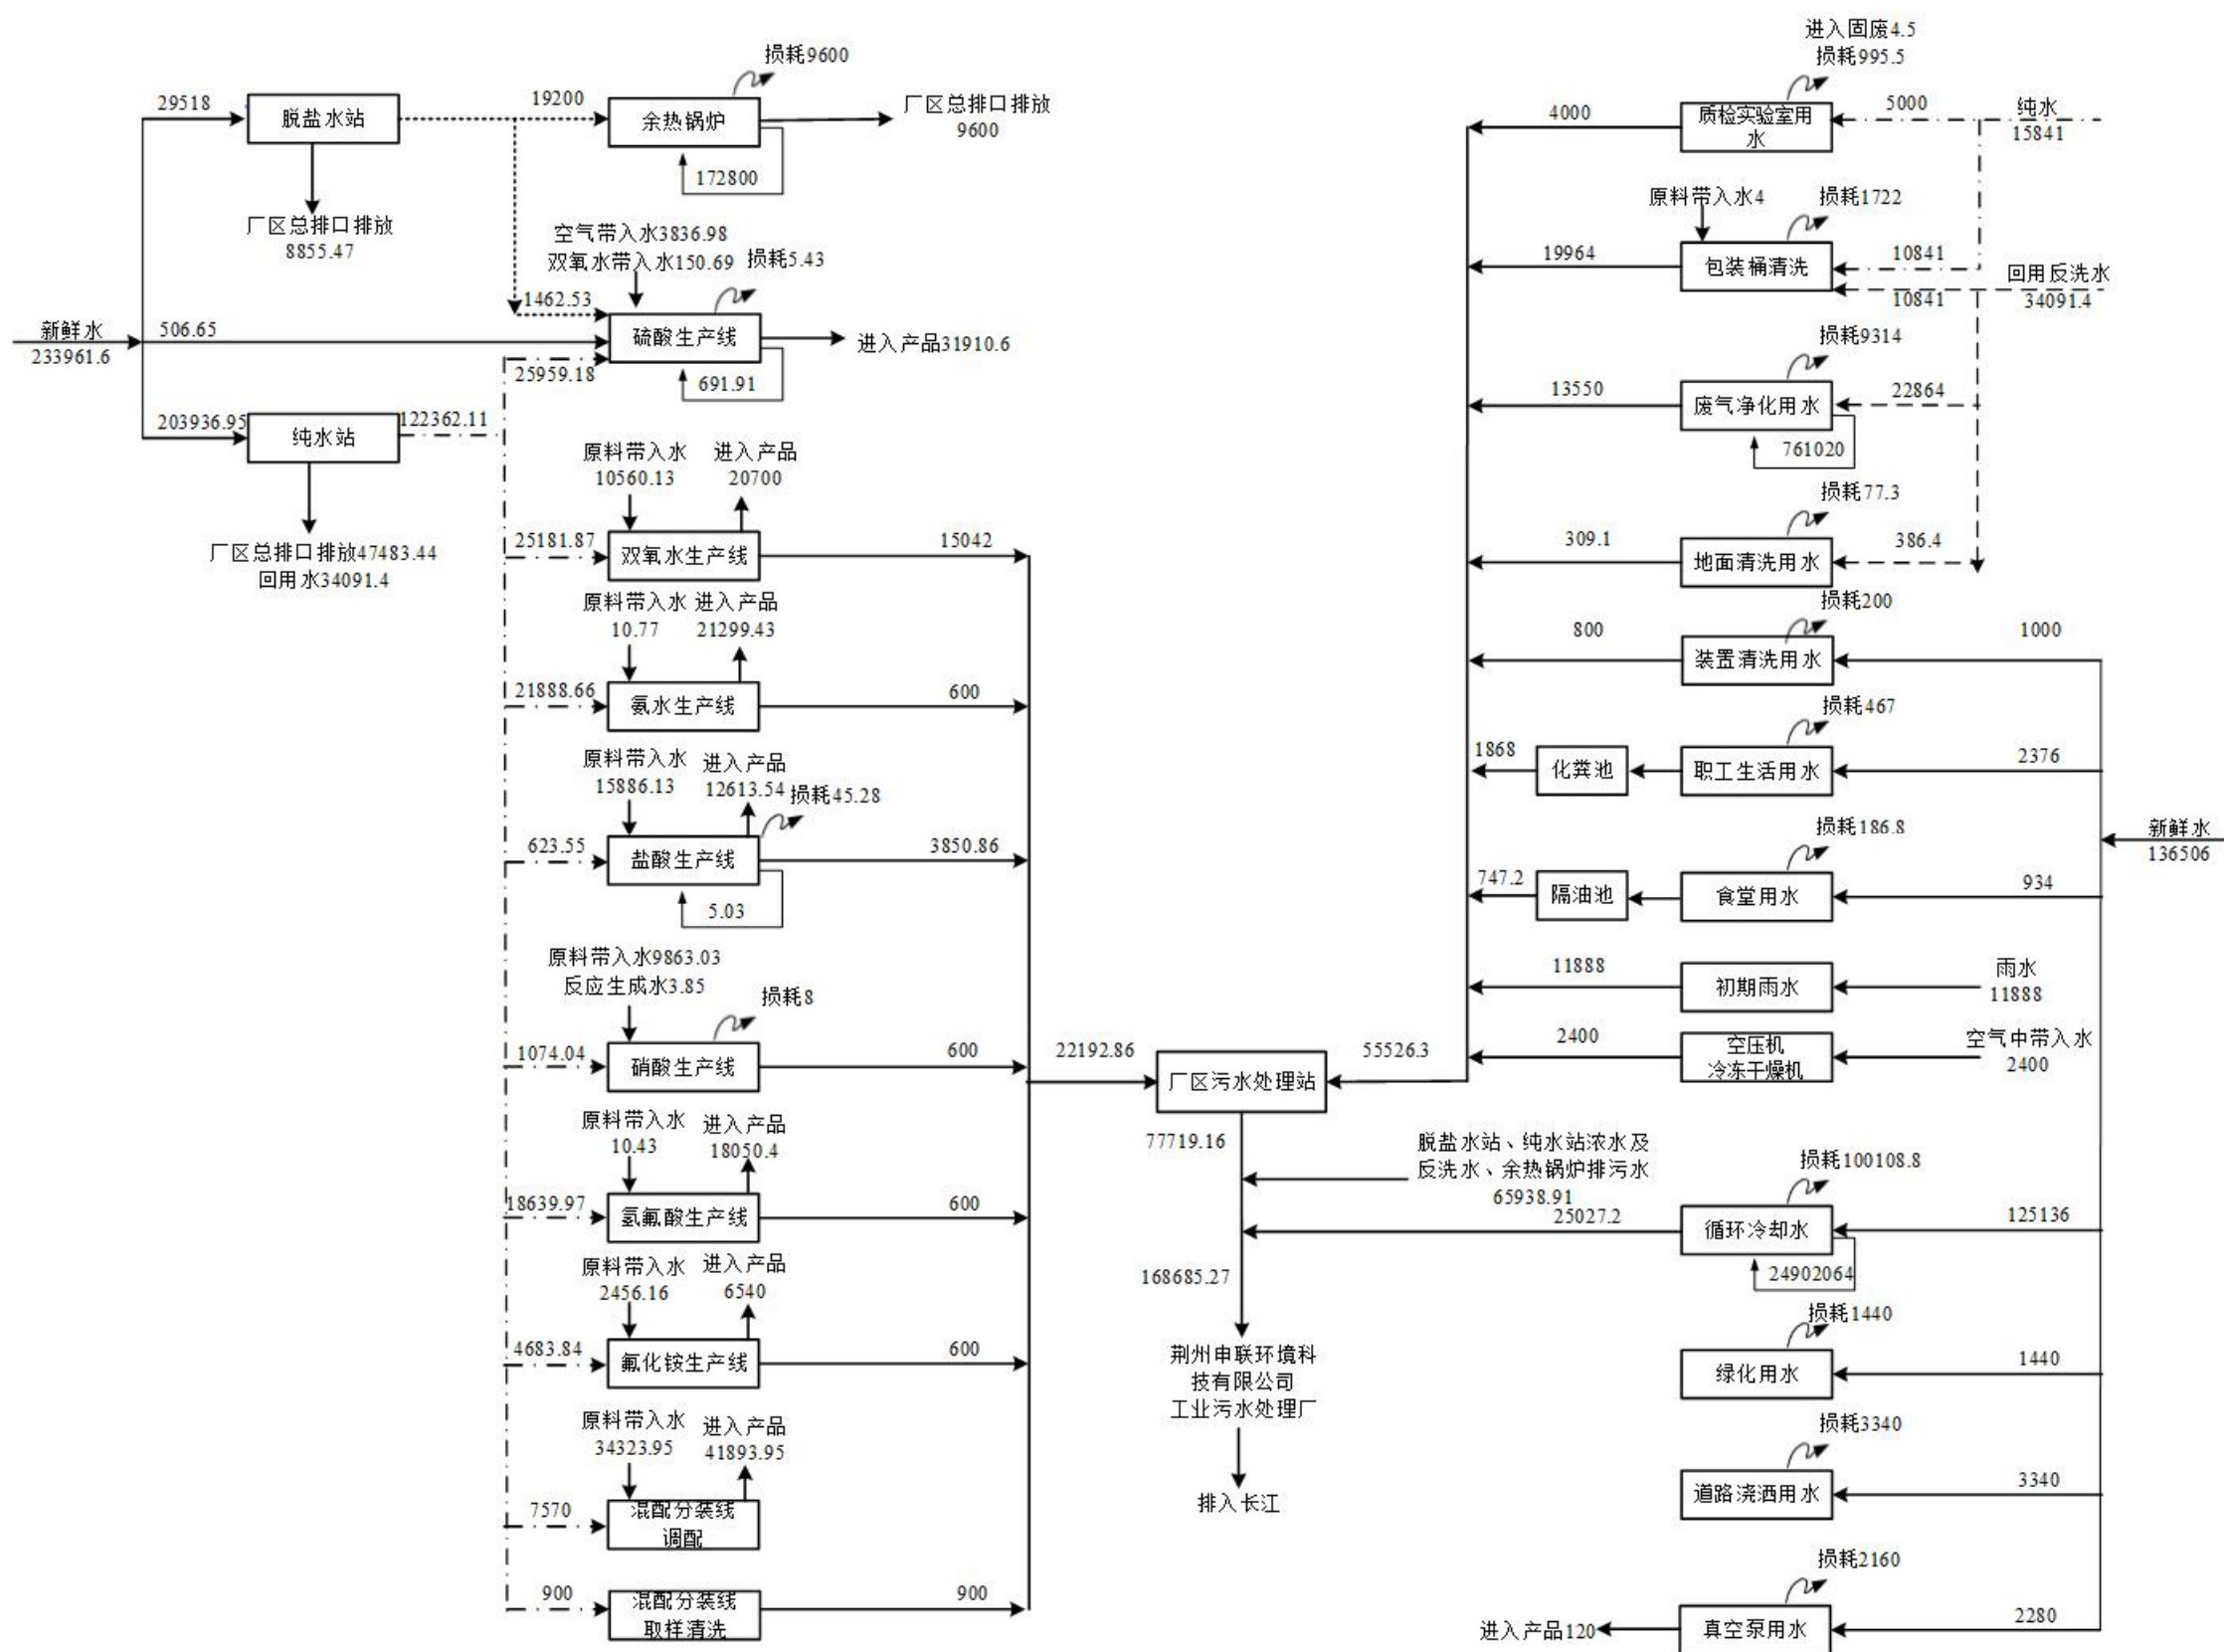 新鲜水
233961.6
29518
脱盐水站
厂区总排口排放
8855.47
19200
损耗9600
余热锅炉
172800
厂区总排口排放
9600
空气带入水3836.98
双氧水带入水150.69
损耗5.43
1462.53
506.65
硫酸生产线
25959.18
691.91
进入产品31910.6
203936.95
纯水站
122362.11
厂区总排口排放47483.44
回用水34091.4
原料带入水
10560.13
进入产品
20700
25181.87
双氧水生产线
15042
原料带入水
10.77
进入产品
21299.43
21888.66
氨水生产线
600
原料带入水
15886.13
进入产品
12613.54
损耗45.28
623.55
盐酸生产线
3850.86
5.03
原料带入水9863.03
反应生成水3.85
损耗8
1074.04
硝酸生产线
600
原料带入水
10.43
进入产品
18050.4
18639.97
氢氟酸生产线
600
原料带入水
2456.16
进入产品
6540
4683.84
氟化铵生产线
600
原料带入水
34323.95
进入产品
41893.95
7570
混配分装线
调配
900
混配分装线
取样清洗
900
22192.86
厂区污水处理站
55526.3
77719.16
脱盐水站、纯水站浓水及
反洗水、余热锅炉排污水
65938.91
25027.2
168685.27
荆州申联环境科
技有限公司
工业污水处理厂
排入长江
进入固废4.5
损耗995.5
4000
质检实验室用
水
5000
纯水
15841
原料带入水4
损耗1722
19964
包装桶清洗
10841
10841
回用反洗水
34091.4
损耗9314
13550
废气净化用水
22864
761020
损耗77.3
309.1
地面清洗用水
386.4
损耗200
800
装置清洗用水
1000
损耗467
1868
化粪池
职工生活用水
2376
新鲜水
136506
损耗186.8
747.2
隔油池
食堂用水
934
11888
初期雨水
雨水
11888
2400
空压机
冷冻干燥机
空气中带入水
2400
损耗100108.8
循环冷却水
125136
24902064
损耗1440
绿化用水
1440
损耗3340
道路浇洒用水
3340
损耗2160
进入产品120
真空泵用水
2280